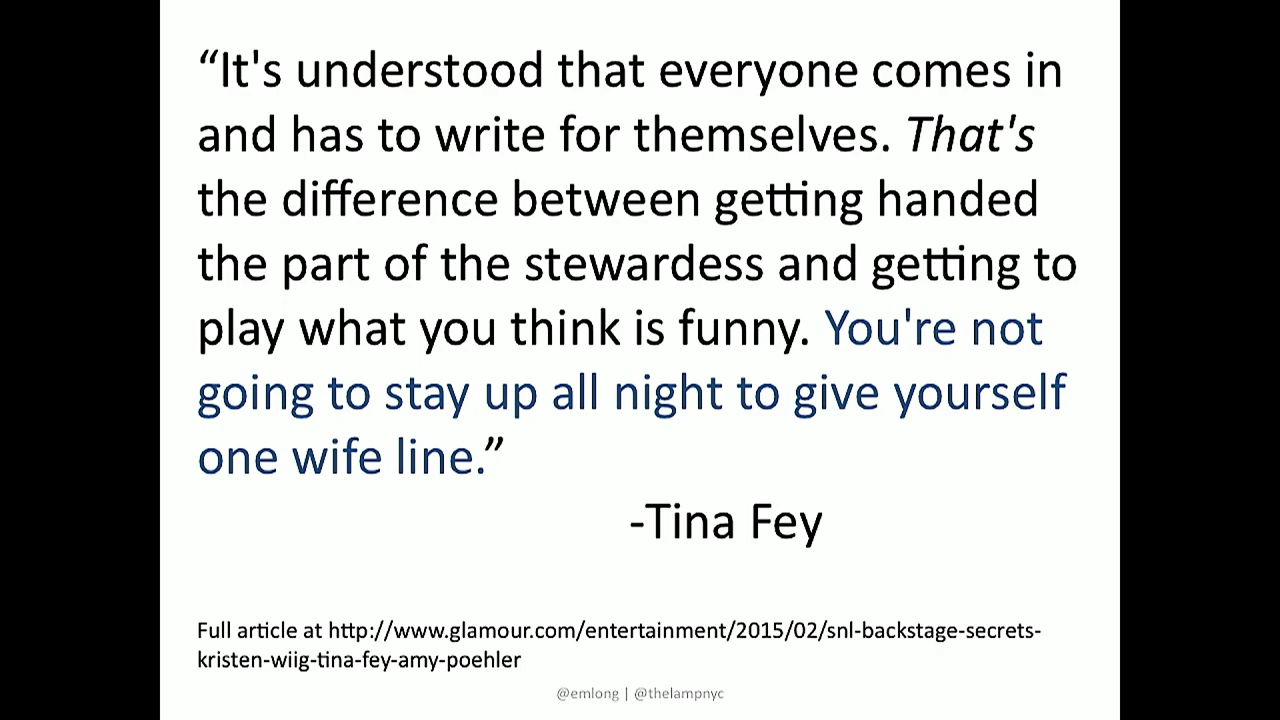 “It's understood that everyone comes in
and has to write for themselves. That's
the difference between getting handed
the part of the stewardess and getting to
play what you think is funny. You're not
going to stay up all night to give yourself
one wife line.”
-Tina Fey
Full article at http://www.glamour.com/entertainment/2015/02/snl-backstage-secrets-
kristen-wiig-tina-fey-amy-poehler
@emlong | @thelampnyc